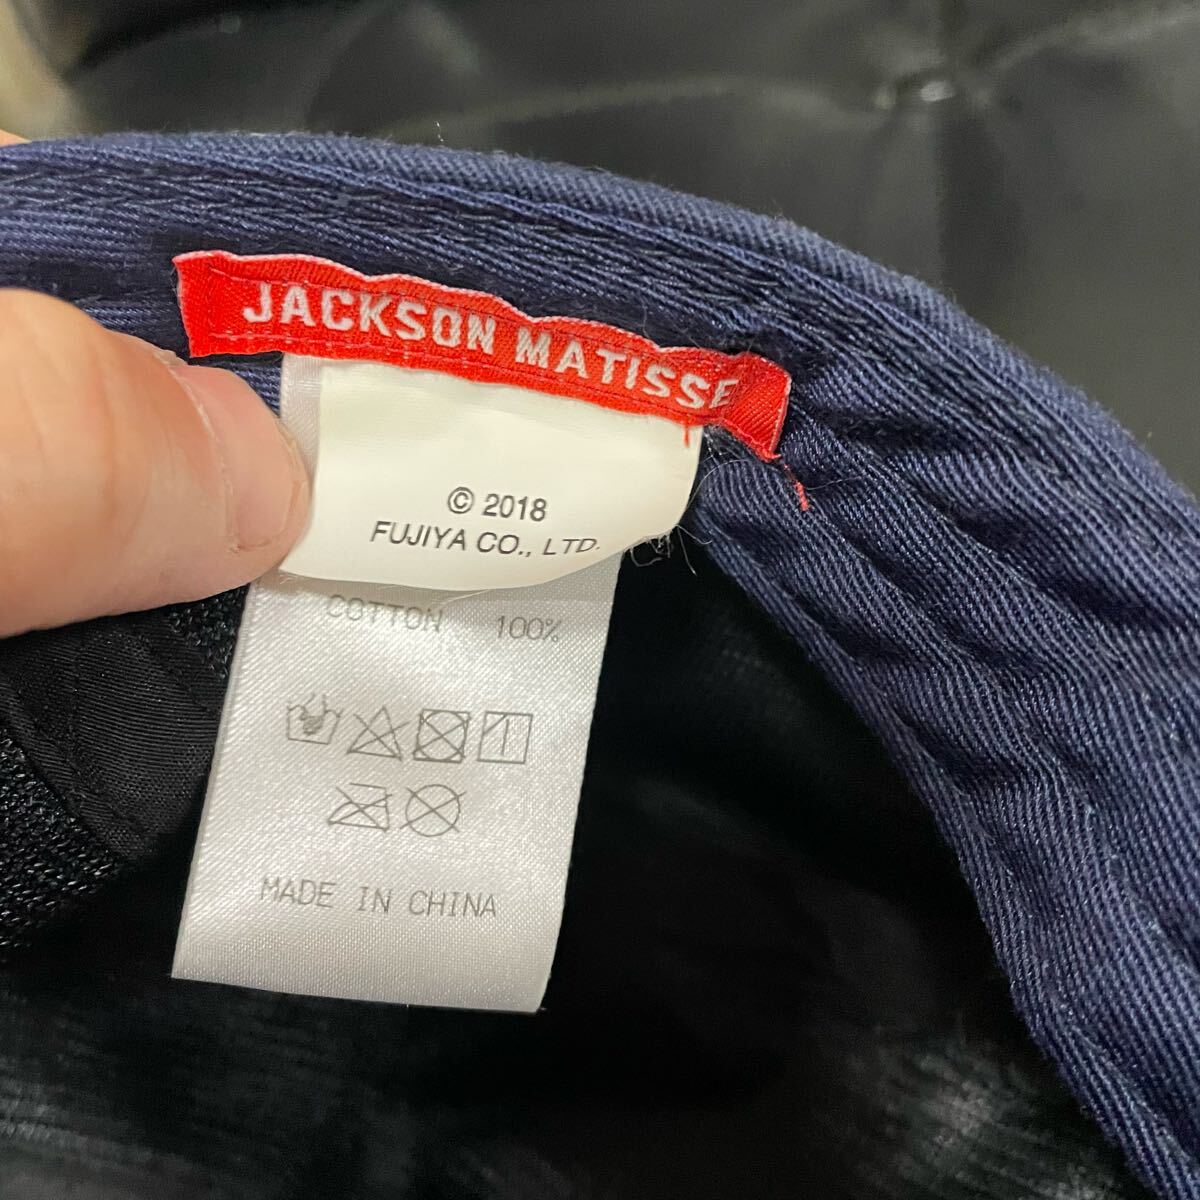 JACKSON MATISSE
© 2018
FUJIYA CO., LTD.
COTTON 100%
MADE IN CHINA